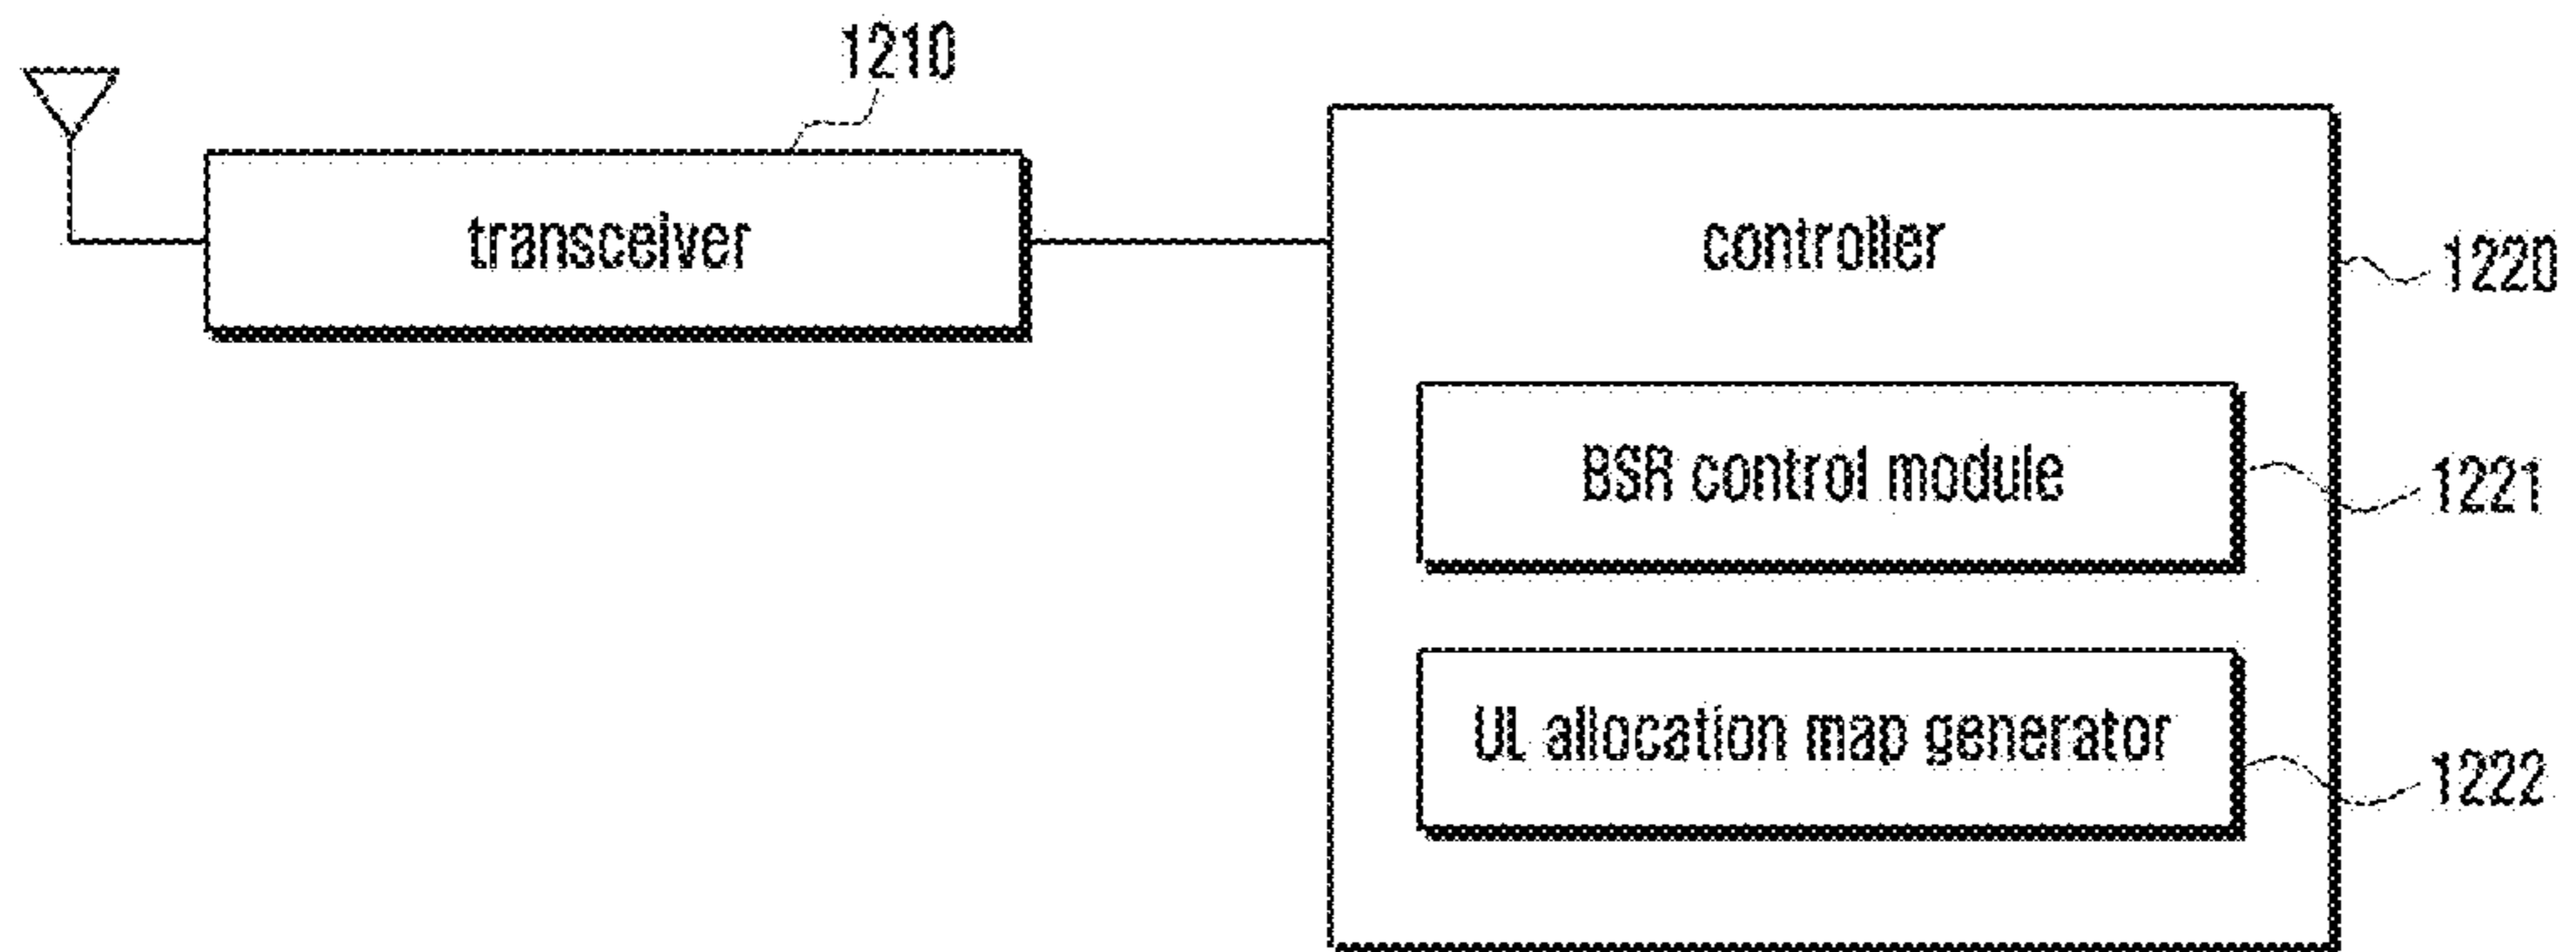 1210
transceiver
controller
1220
BSR control module
1221
UL allocation map generator
1222